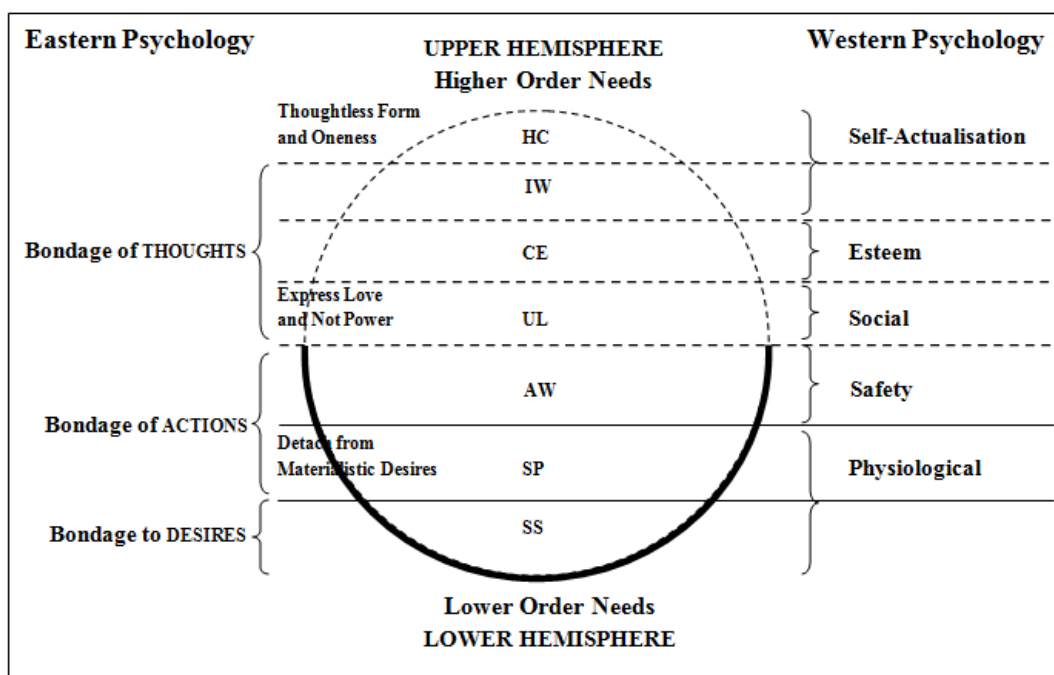 Eastern Psychology
UPPER HEMISPHERE
Higher Order Needs
Western Psychology
Thoughtless Form
and Oneness
HC
Self-Actualisation
IW
Bondage of THOUGHTS
CE
Esteem
Express Love
and Not Power
UL
Social
AW
Safety
Bondage of ACTIONS
Detach from
Materialistic Desires
SP
Physiological
Bondage to DESIRES
SS
Lower Order Needs
LOWER HEMISPHERE